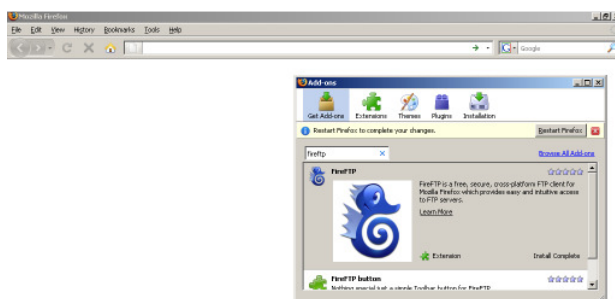 Mozilla Firefox
File Edit View History Bookmarks Tools Help
Google
Add-ons
Get Add-ons Extensions Themes Plugins Installation
Restart Firefox to complete your changes. Restart Firefox
fireftp Browse All Add-ons
FireFTP
FireFTP is a free, secure, cross-platform FTP client for
Mozilla Firefox which provides easy and intuitive access
to FTP servers.
Learn More
Extension Install Complete
FireFTP button
Nothing special just a simple Toolbar button for FireFTP